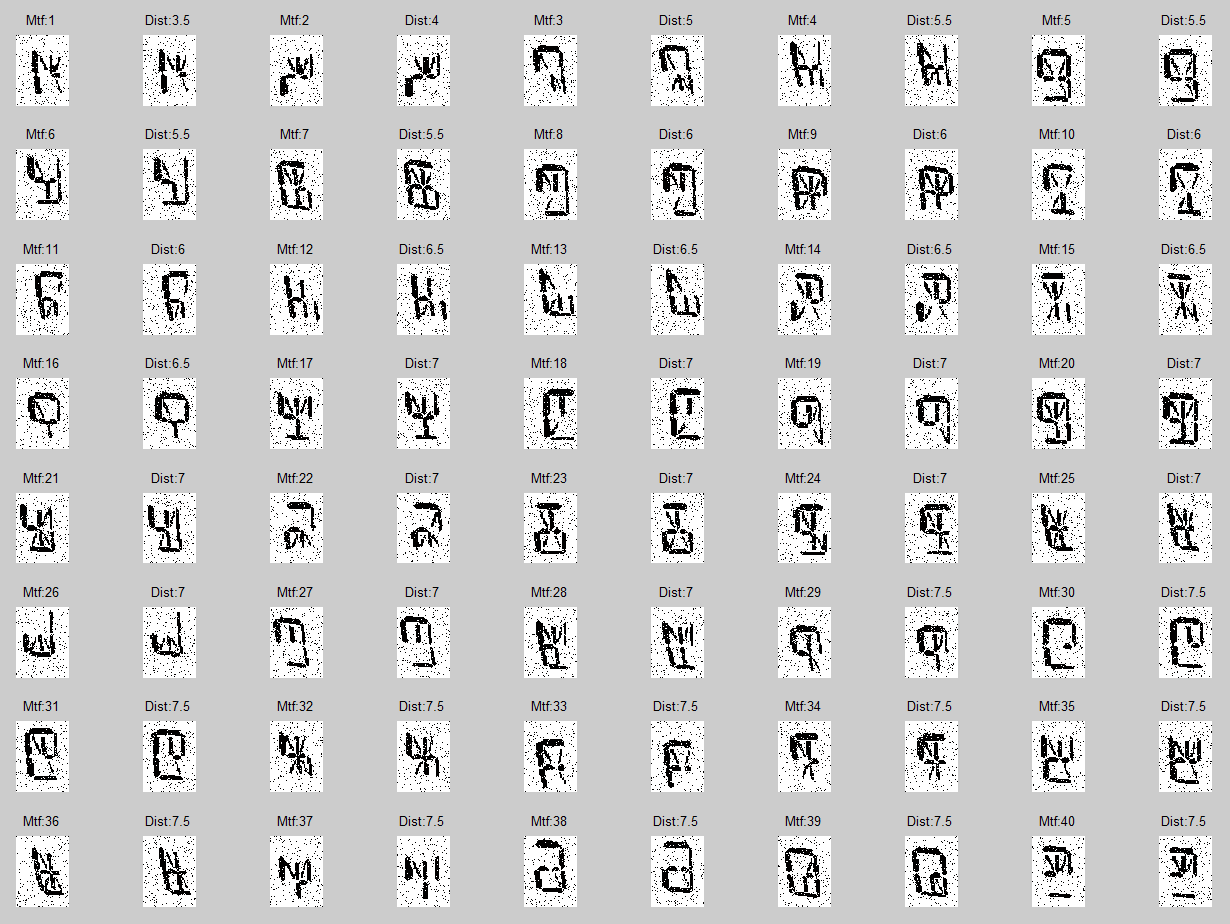 Mtf:1 Dist:3.5 Mtf:2 Dist:4 Mtf:3 Dist:5 Mtf:4 Dist:5.5 Mtf:5 Dist:5.5
Mtf:6 Dist:5.5 Mtf:7 Dist:5.5 Mtf:8 Dist:6 Mtf:9 Dist:6 Mtf:10 Dist:6
Mtf:11 Dist:6 Mtf:12 Dist:6.5 Mtf:13 Dist:6.5 Mtf:14 Dist:6.5 Mtf:15 Dist:6.5
Mtf:16 Dist:6.5 Mtf:17 Dist:7 Mtf:18 Dist:7 Mtf:19 Dist:7 Mtf:20 Dist:7
Mtf:21 Dist:7 Mtf:22 Dist:7 Mtf:23 Dist:7 Mtf:24 Dist:7 Mtf:25 Dist:7
Mtf:26 Dist:7 Mtf:27 Dist:7 Mtf:28 Dist:7 Mtf:29 Dist:7.5 Mtf:30 Dist:7.5
Mtf:31 Dist:7.5 Mtf:32 Dist:7.5 Mtf:33 Dist:7.5 Mtf:34 Dist:7.5 Mtf:35 Dist:7.5
Mtf:36 Dist:7.5 Mtf:37 Dist:7.5 Mtf:38 Dist:7.5 Mtf:39 Dist:7.5 Mtf:40 Dist:7.5